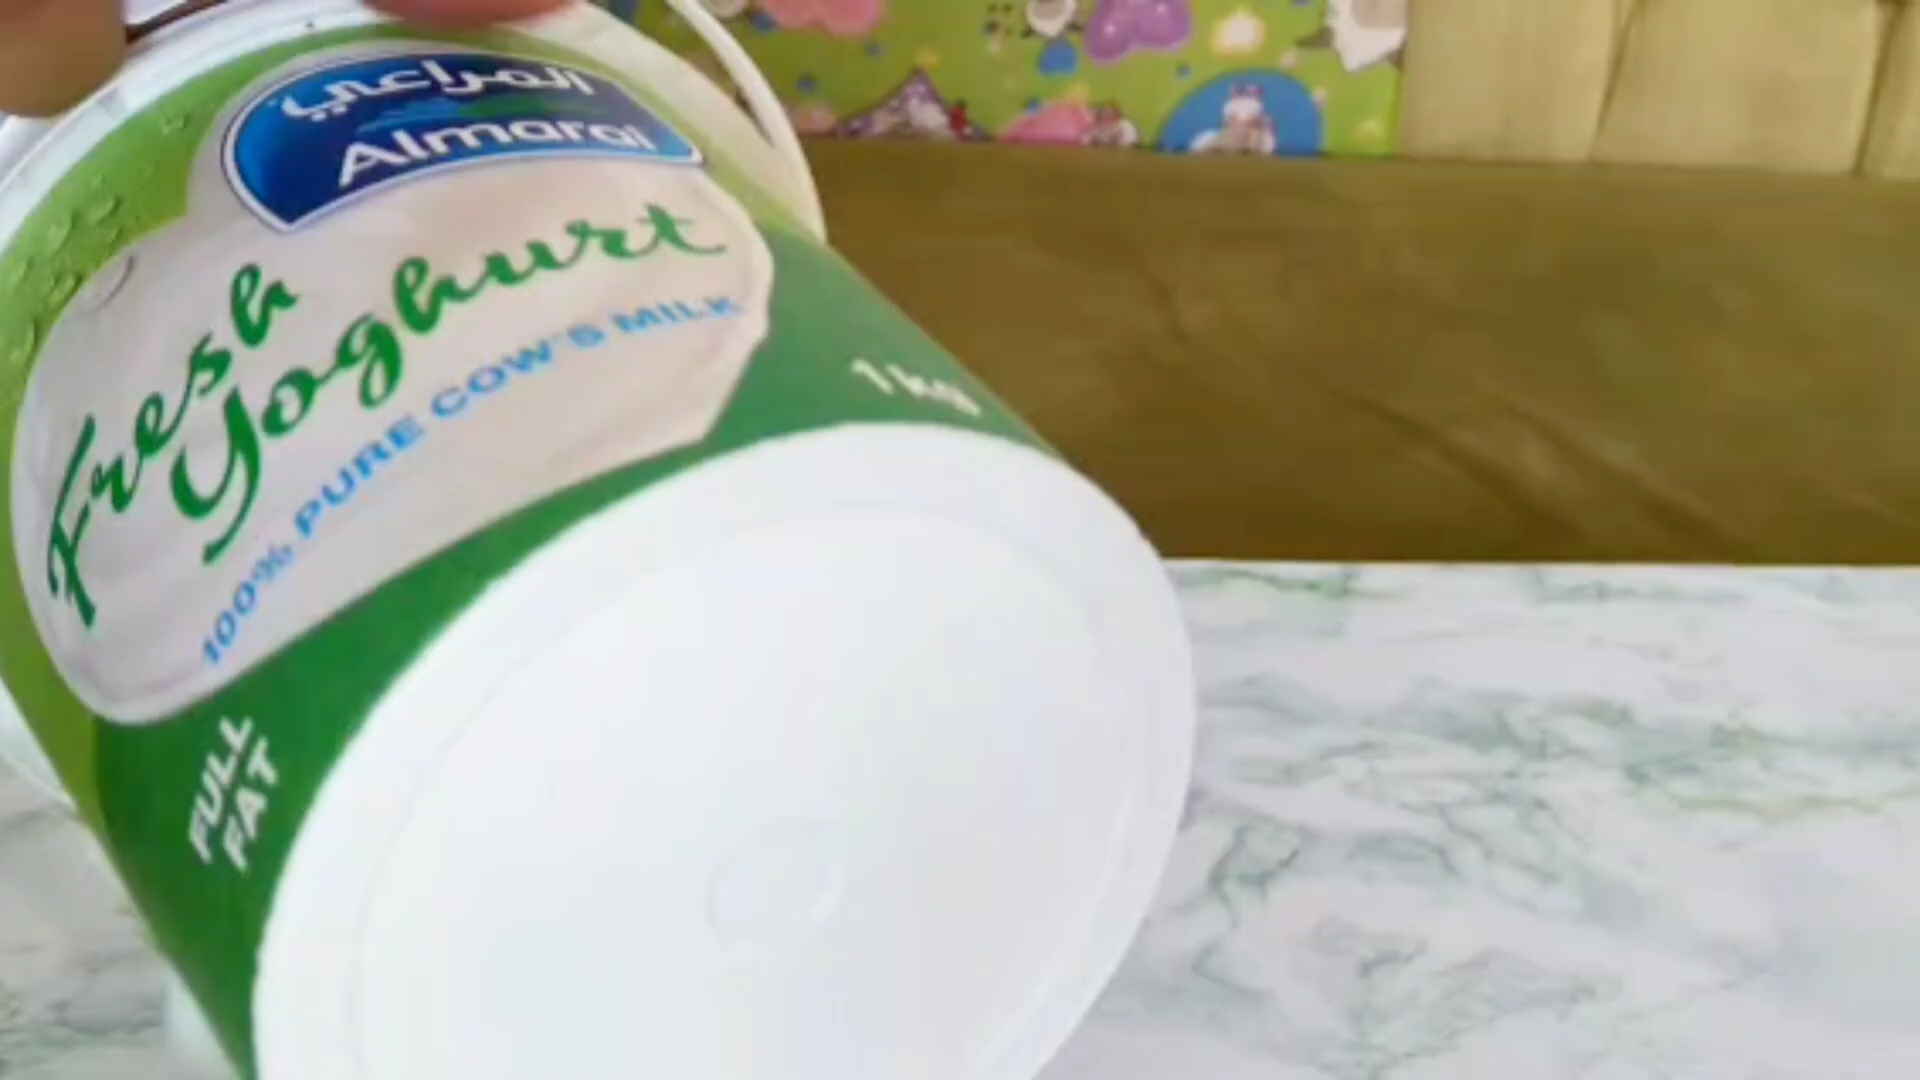 المراعي
Almarai
Fresh
Yoghurt
100% PURE COW'S MILK
1 kg
FULL
FAT